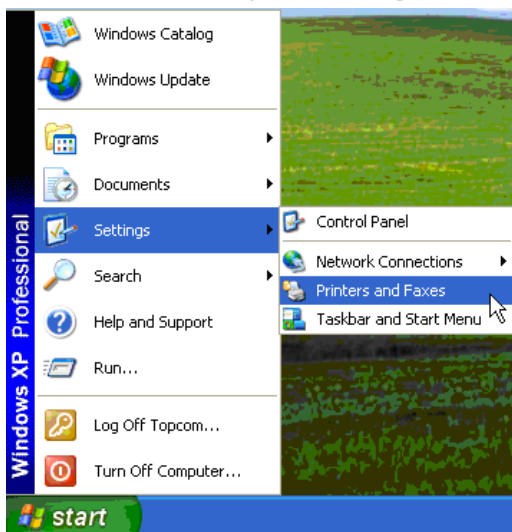 Windows Catalog
Windows Update
Programs
Documents
Settings
Search
Help and Support
Run...
Log Off Topcom...
Turn Off Computer...
Control Panel
Network Connections
Printers and Faxes
Taskbar and Start Menu
Windows XP Professional
start